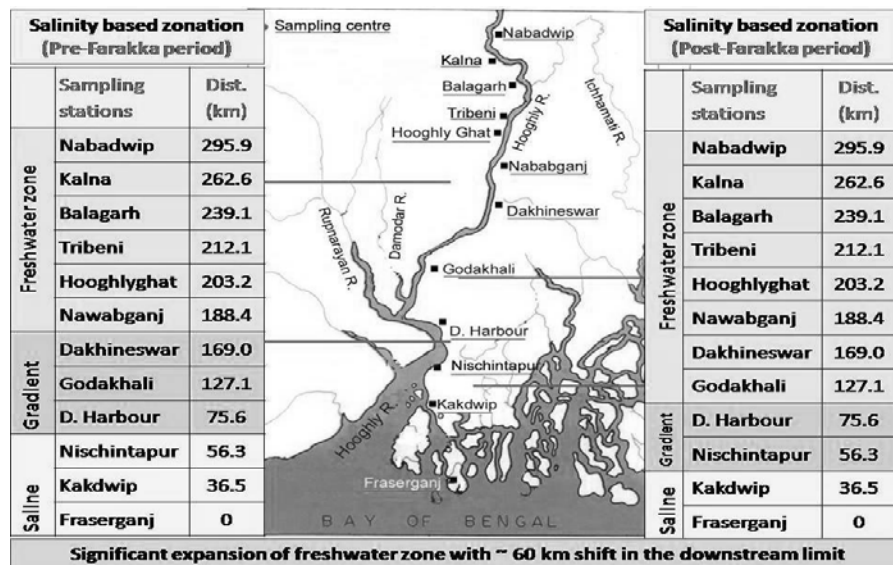 Salinity based zonation
(Pre-Farakka period)
Sampling stations
Dist. (km)
Freshwater zone
Nabadwip 295.9
Kalna 262.6
Balagarh 239.1
Tribeni 212.1
Hooghlyghat 203.2
Nawabganj 188.4
Gradient
Dakhineswar 169.0
Godakhali 127.1
D. Harbour 75.6
Saline
Nischintapur 56.3
Kakdwip 36.5
Fraserganj 0
Sampling centre
Nabadwip
Kalna
Balagarh
Tribeni
Hooghly Ghat
Hooghly R.
Ichhamati R.
Nababganj
Dakhineswar
Rupnarayan R.
Damodar R.
Godakhali
D. Harbour
Nischintapur
Kakdwip
Hooghly R.
Fraserganj
BAY OF BENGAL
Salinity based zonation
(Post-Farakka period)
Sampling stations
Dist. (km)
Freshwater zone
Nabadwip 295.9
Kalna 262.6
Balagarh 239.1
Tribeni 212.1
Hooghlyghat 203.2
Nawabganj 188.4
Dakhineswar 169.0
Godakhali 127.1
Gradient
D. Harbour 75.6
Nischintapur 56.3
Saline
Kakdwip 36.5
Fraserganj 0
Significant expansion of freshwater zone with ~ 60 km shift in the downstream limit